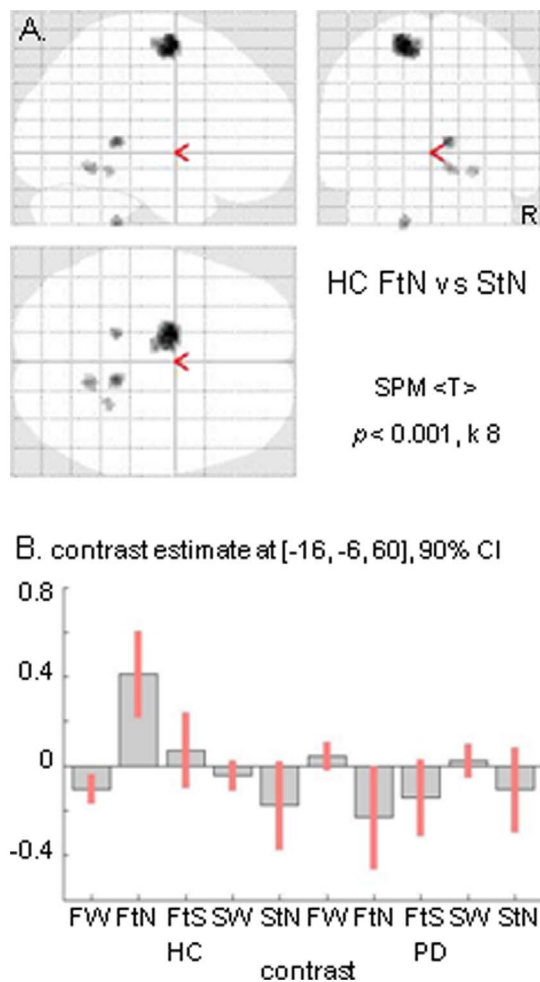 A.
R
HC FtN vs StN
SPM <T>
p< 0.001, k 8
B. contrast estimate at [-16, -6, 60], 90% CI
0.8
0.4
0
-0.4
FW FtN FtS SW StN FW FtN FtS SW StN
HC PD
contrast